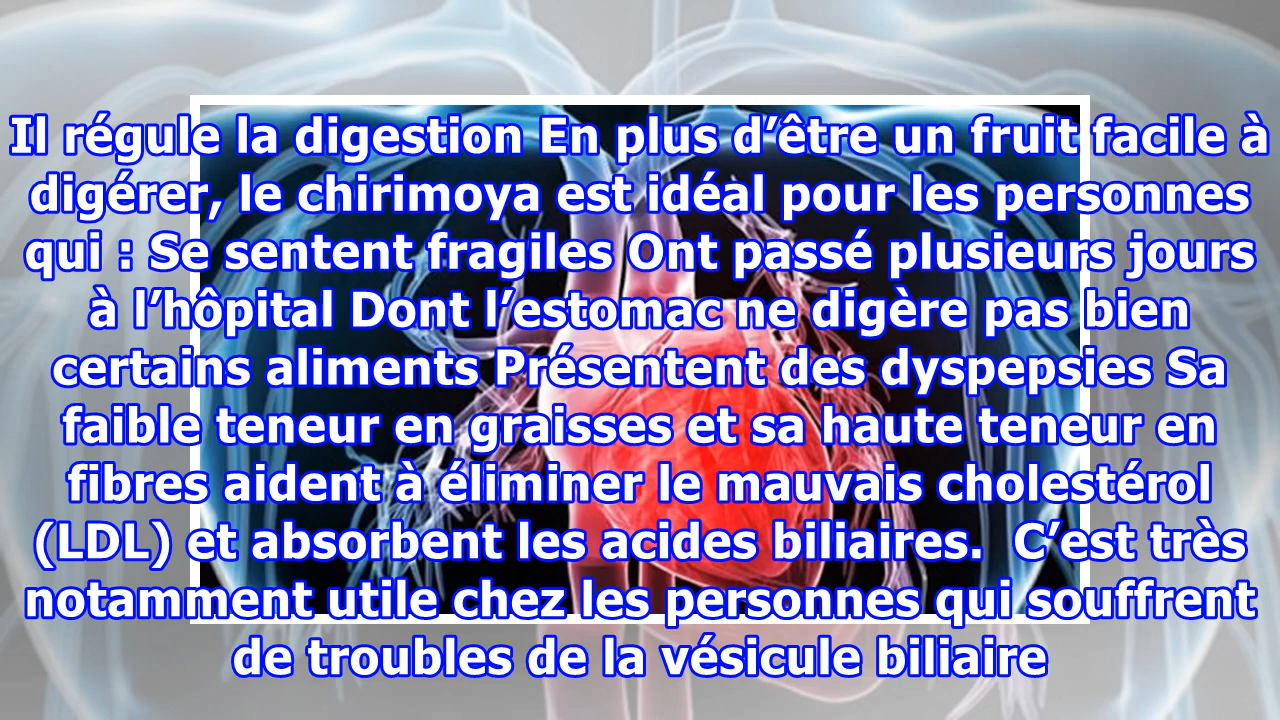 Il régule la digestion En plus d’être un fruit facile à
digérer, le chirimoya est idéal pour les personnes
qui : Se sentent fragiles Ont passé plusieurs jours
à l’hôpital Dont l’estomac ne digère pas bien
certains aliments Présentent des dyspepsies Sa
faible teneur en graisses et sa haute teneur en
fibres aident à éliminer le mauvais cholestérol
(LDL) et absorbent les acides biliaires.  C’est très
notamment utile chez les personnes qui souffrent
de troubles de la vésicule biliaire